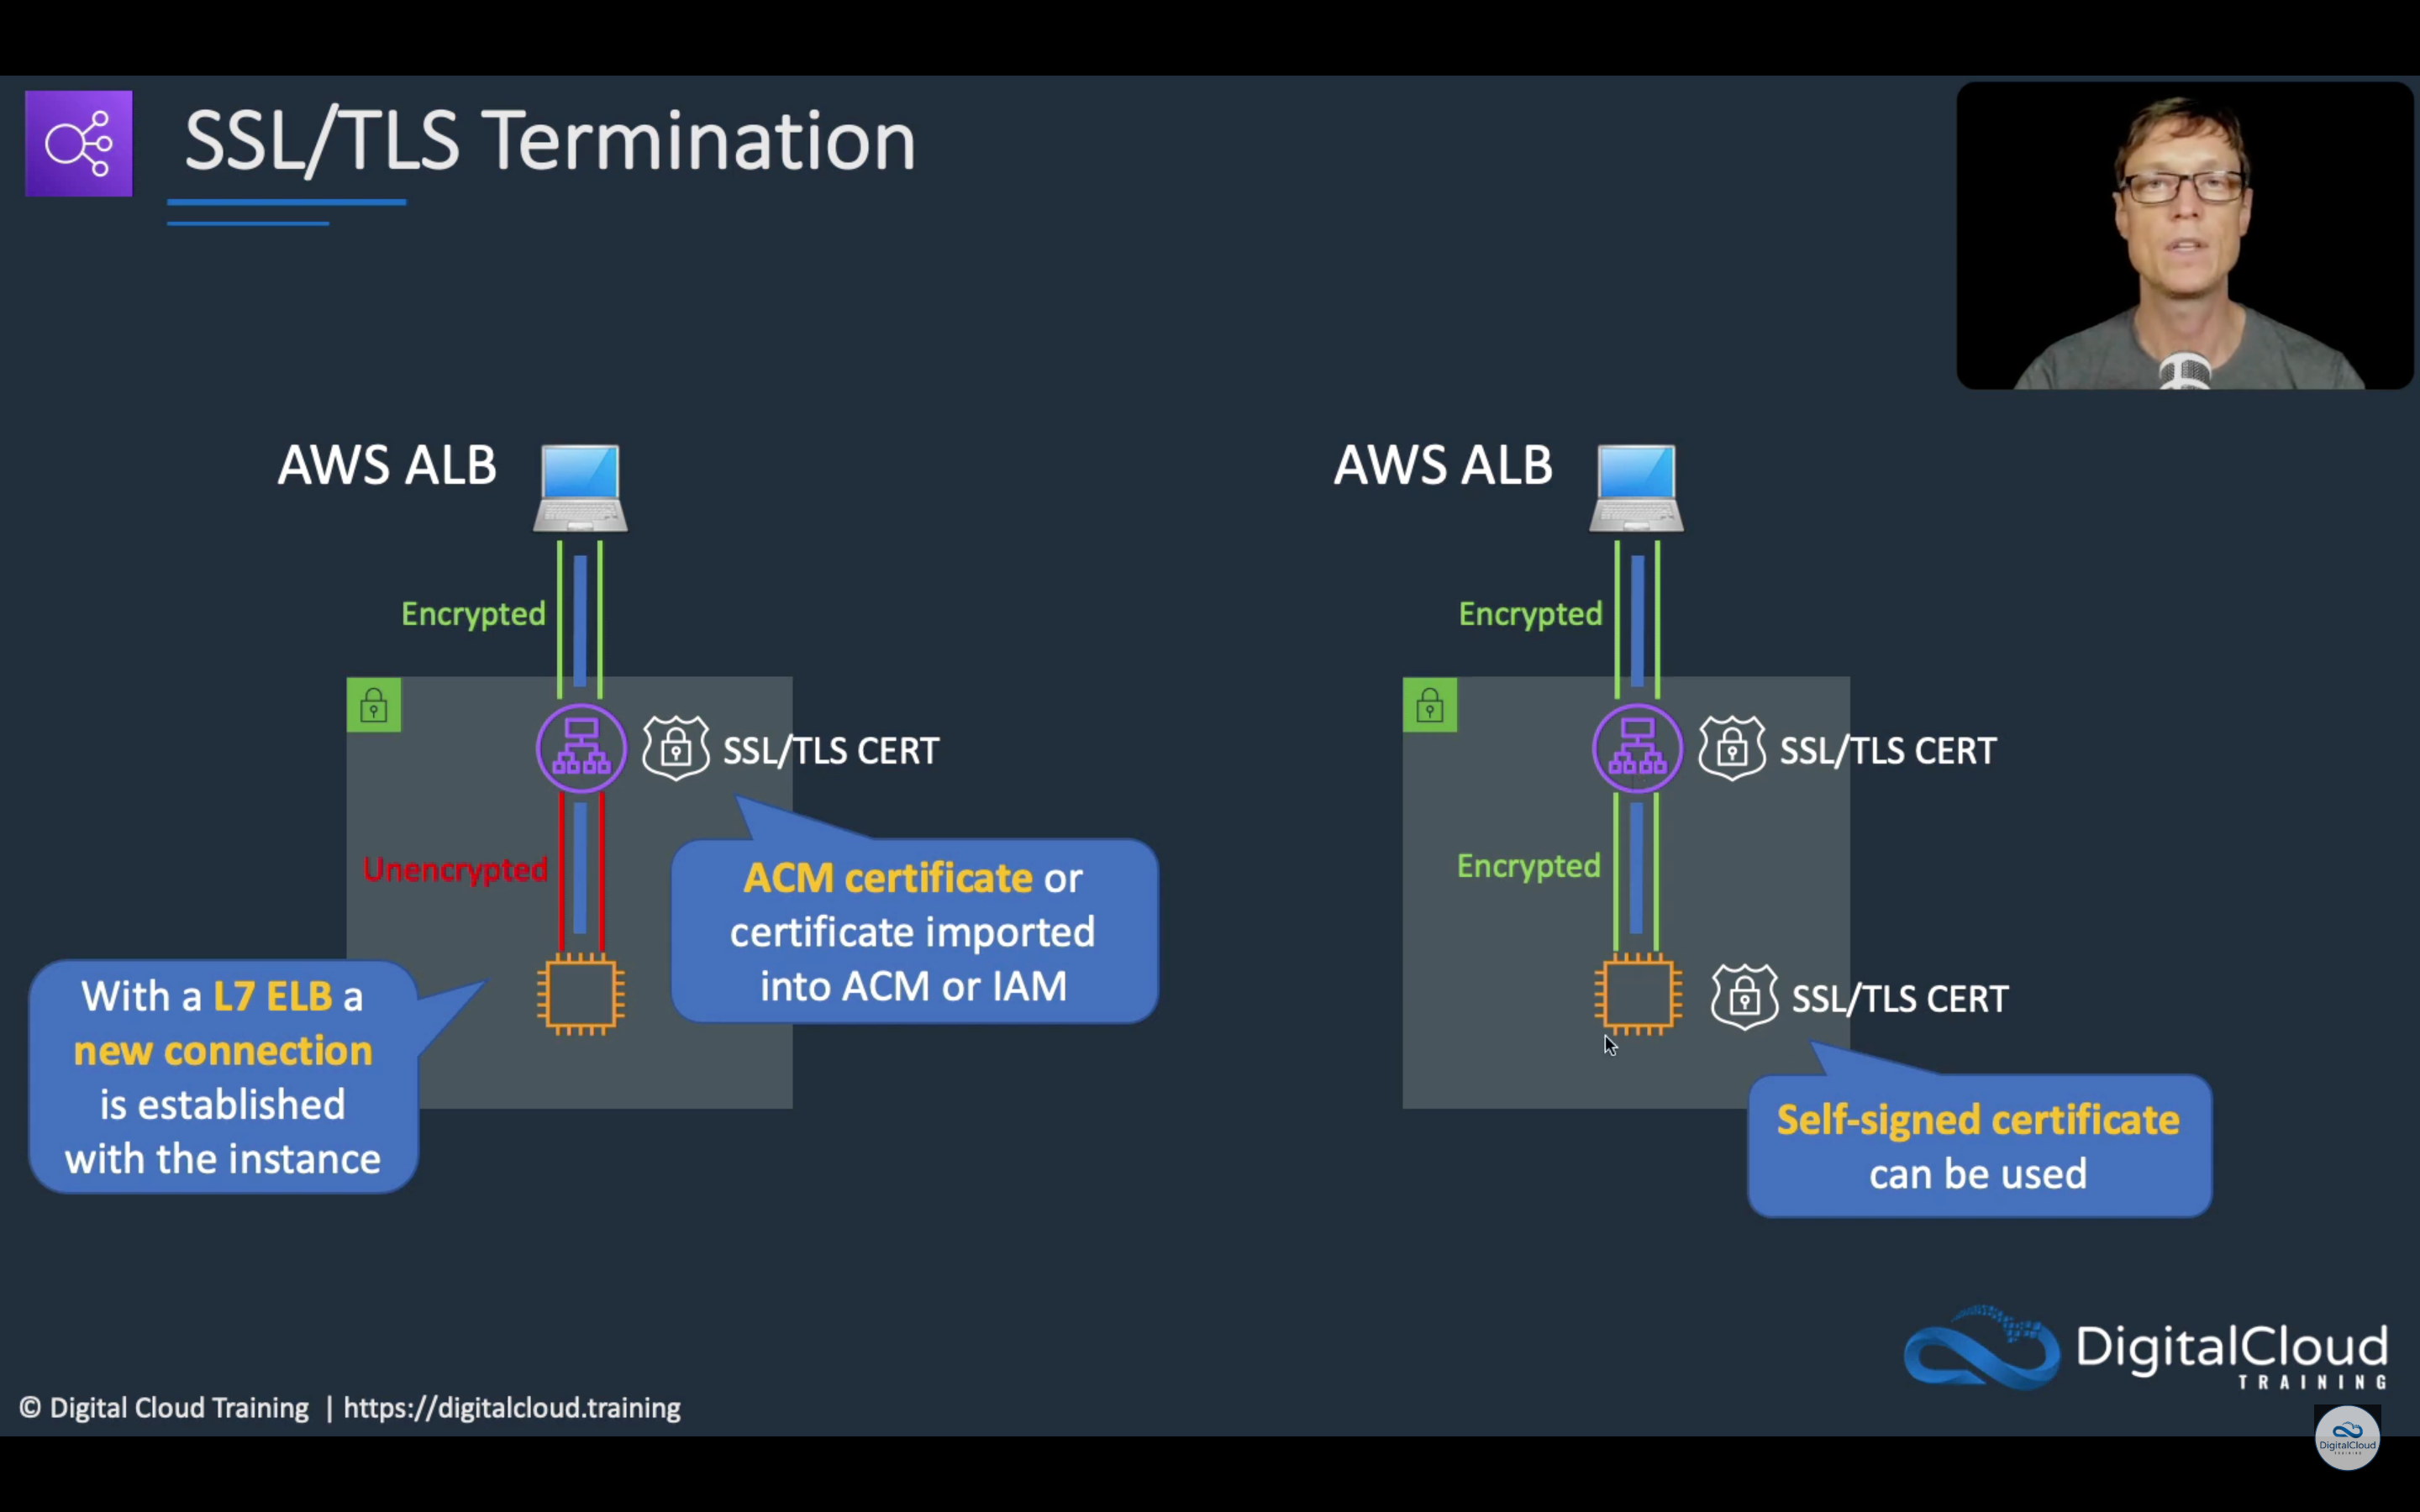 SSL/TLS Termination
AWS ALB
Encrypted
SSL/TLS CERT
Unencrypted
ACM certificate or
certificate imported
into ACM or IAM
With a L7 ELB a
new connection
is established
with the instance
AWS ALB
Encrypted
SSL/TLS CERT
Encrypted
SSL/TLS CERT
Self-signed certificate
can be used
DigitalCloud
TRAINING
© Digital Cloud Training | https://digitalcloud.training
DigitalCloud
TRAINING